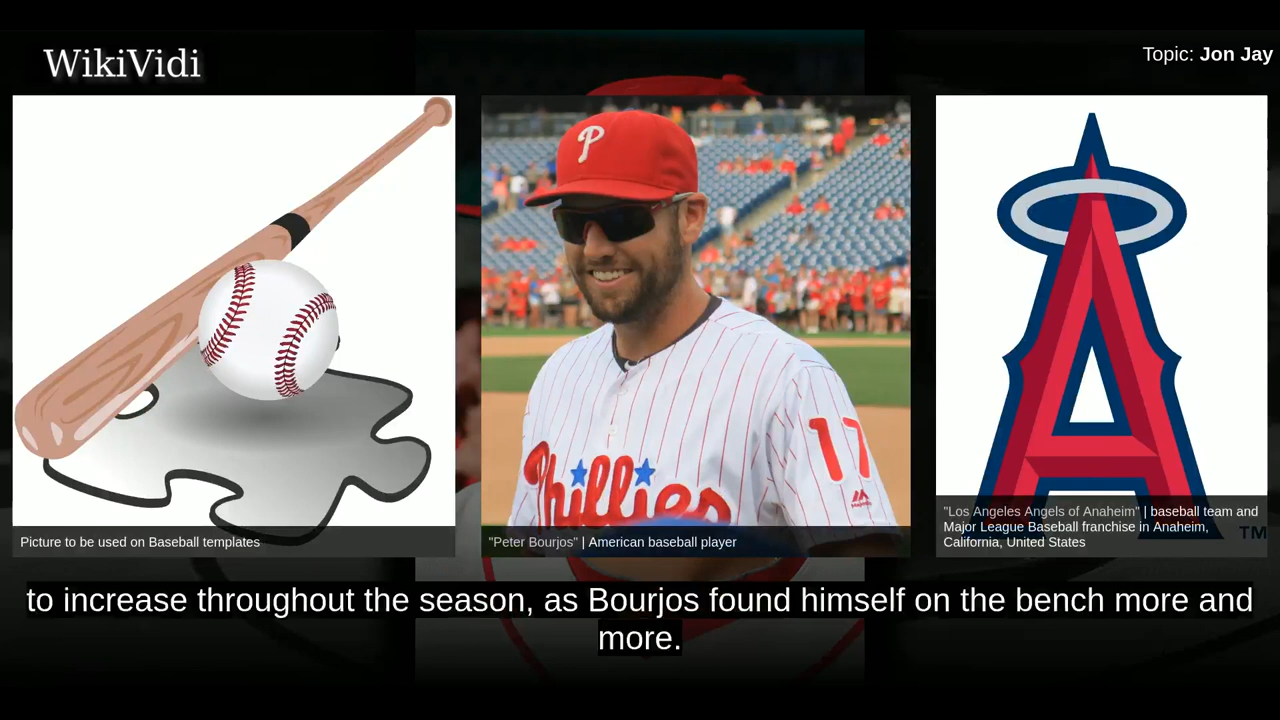 WikiVidi
Topic: Jon Jay
P
Phillies
17
A
TM
Picture to be used on Baseball templates
"Peter Bourjos" | American baseball player
"Los Angeles Angels of Anaheim" | baseball team and
Major League Baseball franchise in Anaheim,
California, United States
to increase throughout the season, as Bourjos found himself on the bench more and
more.